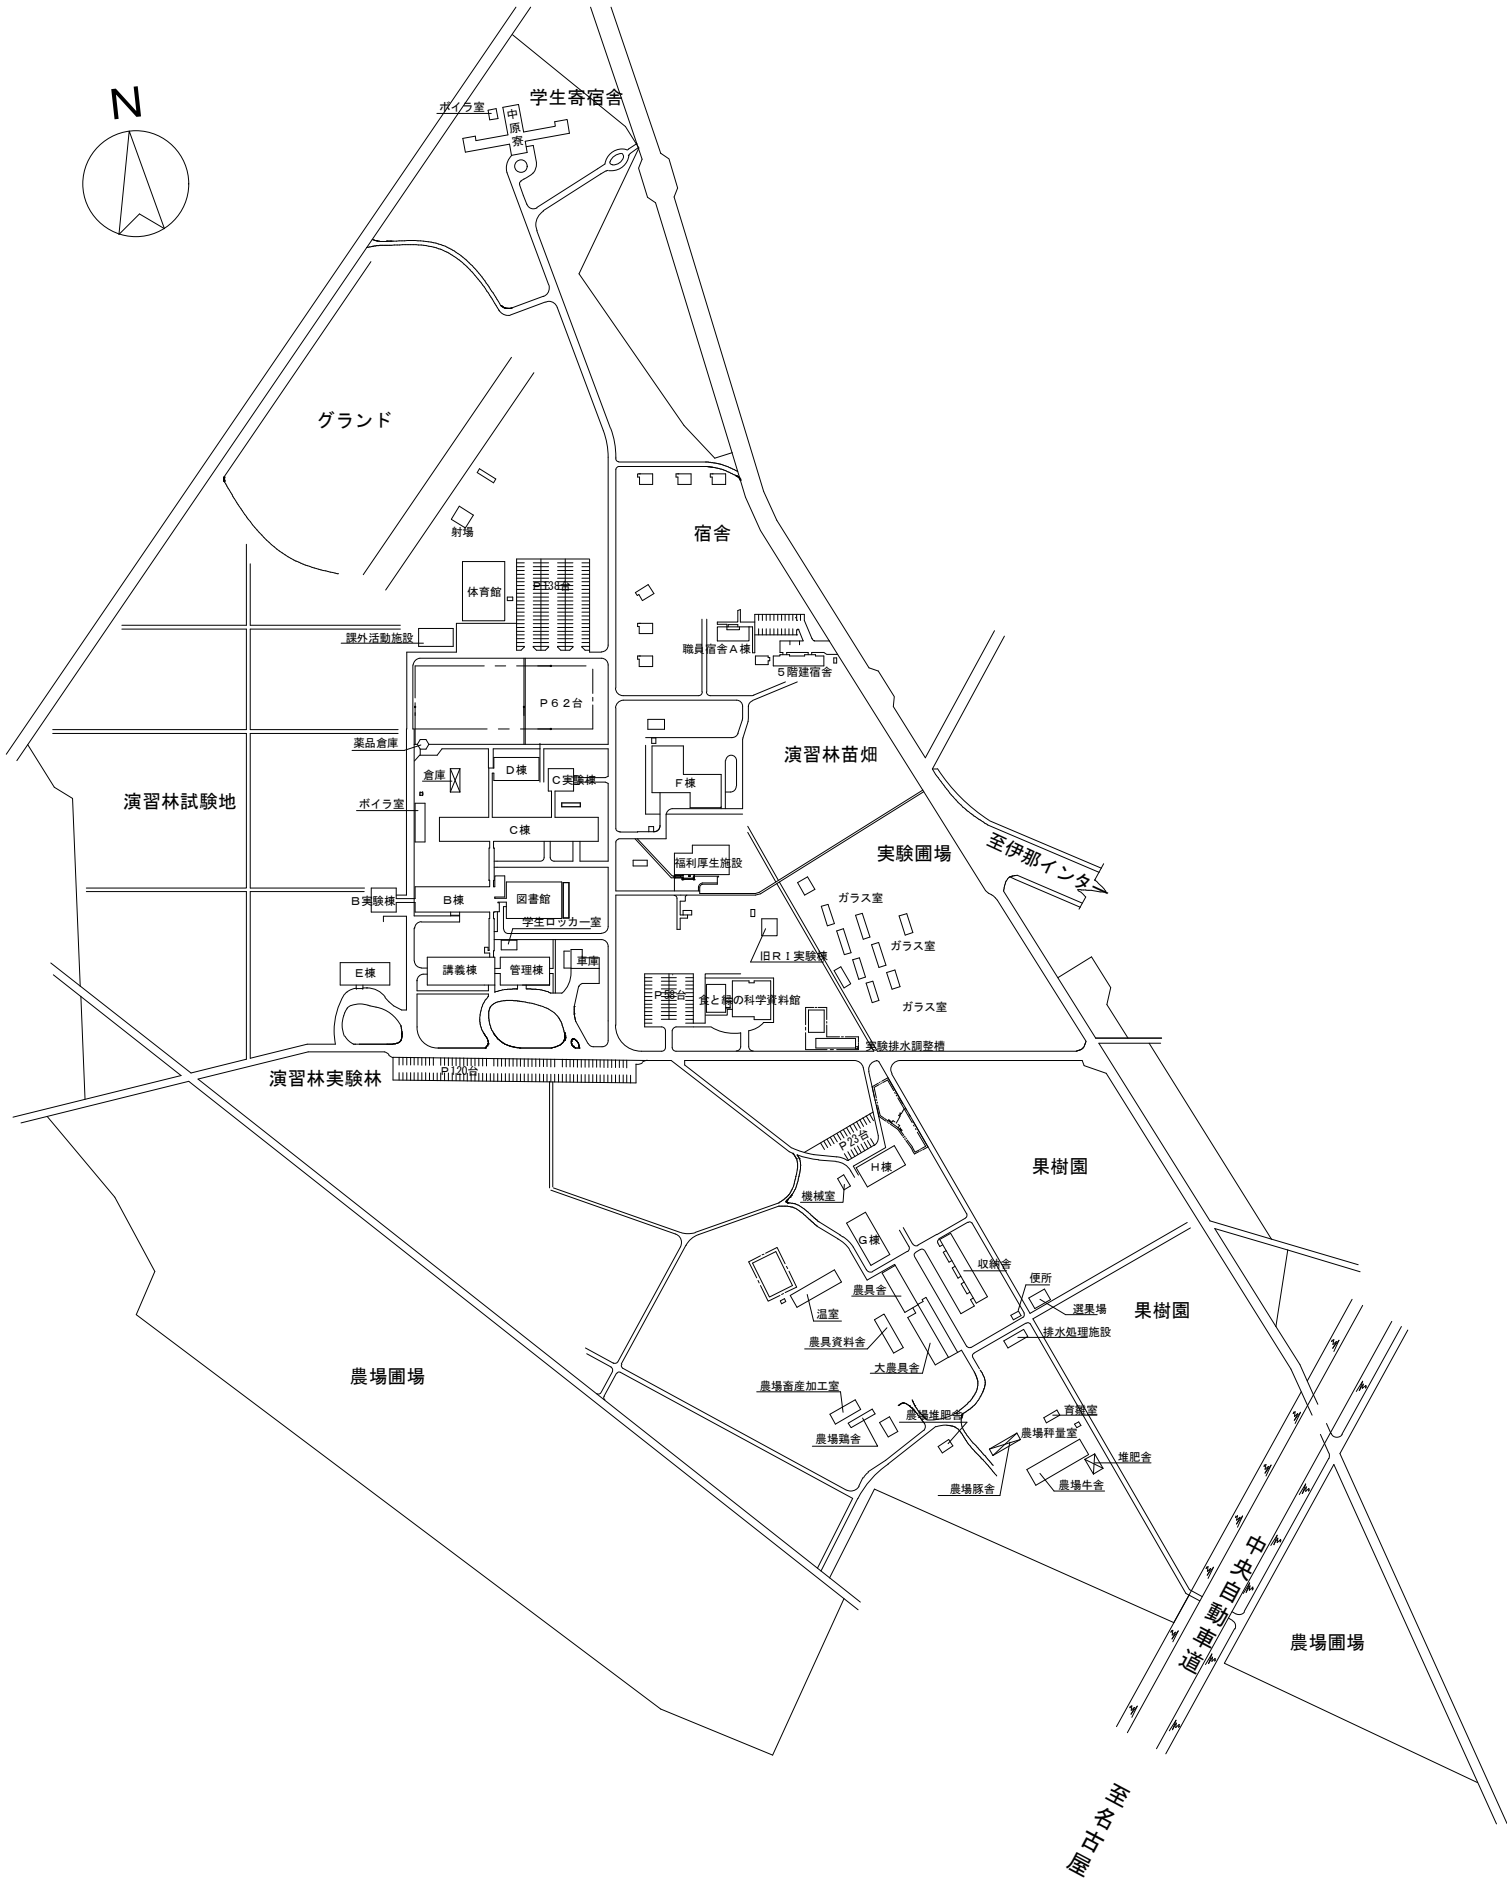 N
学生寄宿舎
ボイラ室
中原寮
グランド
射場
宿舎
体育館
P138台
課外活動施設
職員宿舎A棟
5階建宿舎
P62台
薬品倉庫
演習林苗畑
D棟
倉庫
C実験棟
F棟
演習林試験地
ボイラ室
C棟
至伊那インター
実験圃場
福利厚生施設
B実験棟
B棟
図書館
ガラス室
学生ロッカー室
ガラス室
旧RI実験棟
E棟
講義棟
管理棟
車庫
P58台
食と緑の科学資料館
ガラス室
実験排水調整槽
演習林実験林
P120台
P23台
H棟
果樹園
機械室
G棟
収納舎
便所
農具舎
選果場
果樹園
温室
排水処理施設
農具資料舎
大農具舎
農場圃場
農場畜産加工室
農場堆肥舎
育雛室
農場鶏舎
農場秤量室
堆肥舎
農場豚舎
農場牛舎
中央自動車道
農場圃場
至名古屋